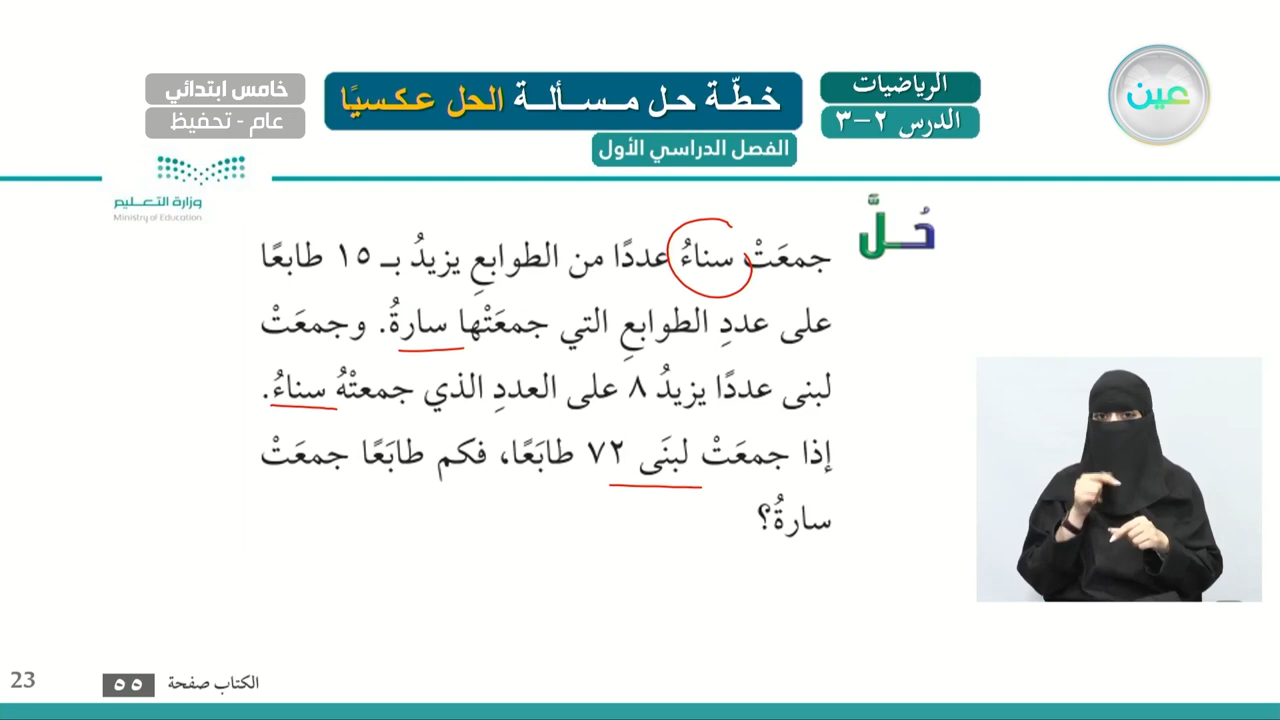 عين
الرياضيات
خطّة حل مسألة الحل عكسيًا
خامس ابتدائي
الدرس ٢-٣
عام - تحفيظ
الفصل الدراسي الأول
وزارة التعليم
Ministry of Education
حُلَّ
جمعَتْ سناءُ عددًا من الطوابعِ يزيدُ بـ ١٥ طابعًا
على عددِ الطوابعِ التي جمعَتْها سارةُ. وجمعَتْ
لبنى عددًا يزيدُ ٨ على العددِ الذي جمعتْهُ سناءُ.
إذا جمعَتْ لبنَى ٧٢ طابَعًا، فكم طابَعًا جمعَتْ
سارةُ؟
الكتاب صفحة ٥٥
23